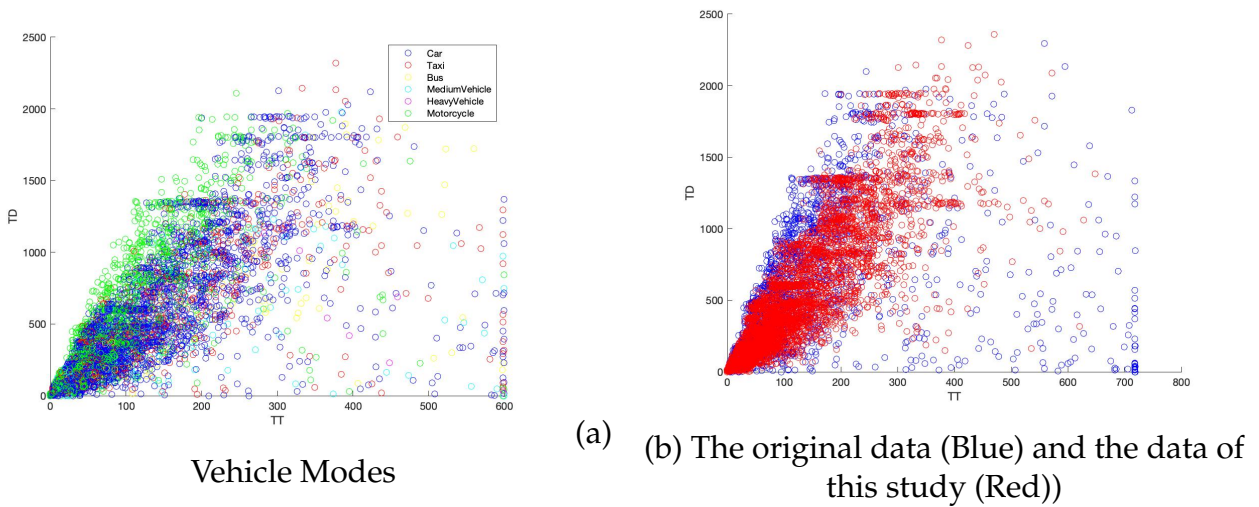 2500
2000
1500
1000
500
0
TD
0
100
200
300
400
500
600
TT
Car
Taxi
Bus
MediumVehicle
HeavyVehicle
Motorcycle
(a)
Vehicle Modes
2500
2000
1500
1000
500
0
TD
0
100
200
300
400
500
600
700
800
TT
(b) The original data (Blue) and the data of
this study (Red))